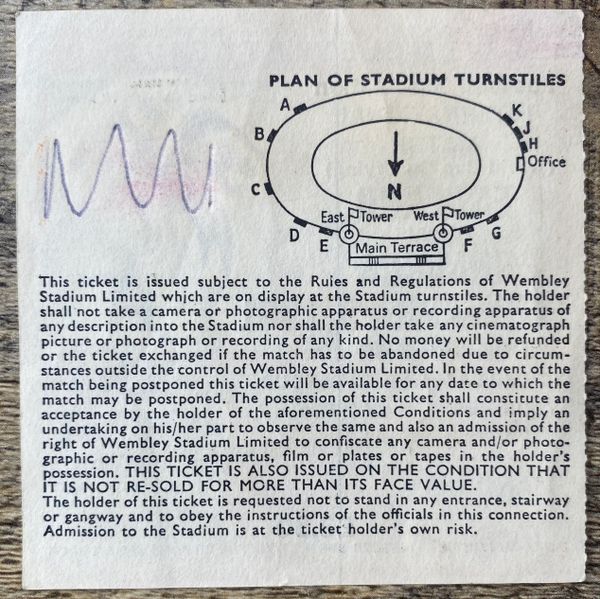 PLAN OF STADIUM TURNSTILES
A
K
J
B
H
Office
C
N
East Tower
West Tower
D
E
F
G
Main Terrace
This ticket is issued subject to the Rules and Regulations of Wembley
Stadium Limited which are on display at the Stadium turnstiles. The holder
shall not take a camera or photographic apparatus or recording apparatus of
any description into the Stadium nor shall the holder take any cinematograph
picture or photograph or recording of any kind. No money will be refunded
or the ticket exchanged if the match has to be abandoned due to circum-
stances outside the control of Wembley Stadium Limited. In the event of the
match being postponed this ticket will be available for any date to which the
match may be postponed. The possession of this ticket shall constitute an
acceptance by the holder of the aforementioned Conditions and imply an
undertaking on his/her part to observe the same and also an admission of the
right of Wembley Stadium Limited to confiscate any camera and/or photo-
graphic or recording apparatus, film or plates or tapes in the holder's
possession. THIS TICKET IS ALSO ISSUED ON THE CONDITION THAT
IT IS NOT RE-SOLD FOR MORE THAN ITS FACE VALUE.
The holder of this ticket is requested not to stand in any entrance, stairway
or gangway and to obey the instructions of the officials in this connection.
Admission to the Stadium is at the ticket holder's own risk.